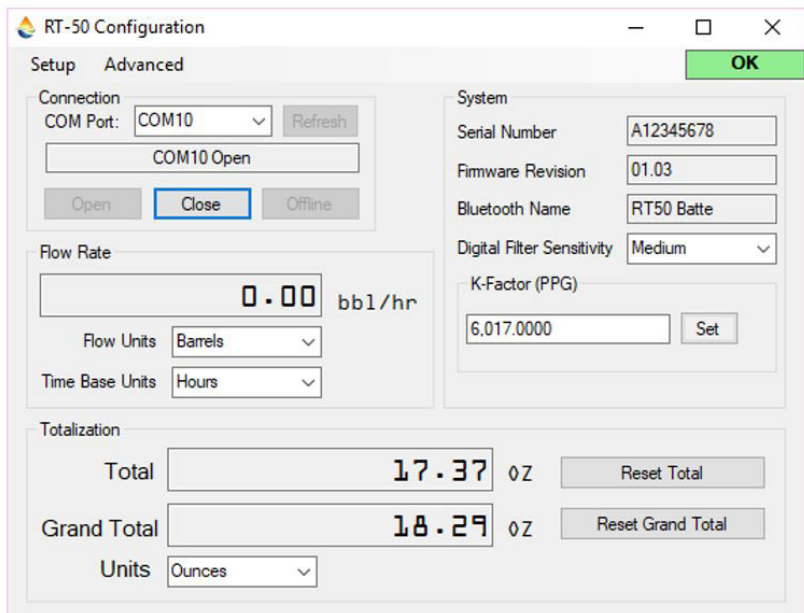 RT-50 Configuration
Setup Advanced
OK
Connection
COM Port: COM10 Refresh
COM10 Open
Open Close Offline
System
Serial Number A12345678
Firmware Revision 01.03
Bluetooth Name RT50 Batte
Digital Filter Sensitivity Medium
K-Factor (PPG)
6,017.0000 Set
Flow Rate
0.00 bbl/hr
Flow Units Barrels
Time Base Units Hours
Totalization
Total 17.37 OZ Reset Total
Grand Total 18.29 OZ Reset Grand Total
Units Ounces